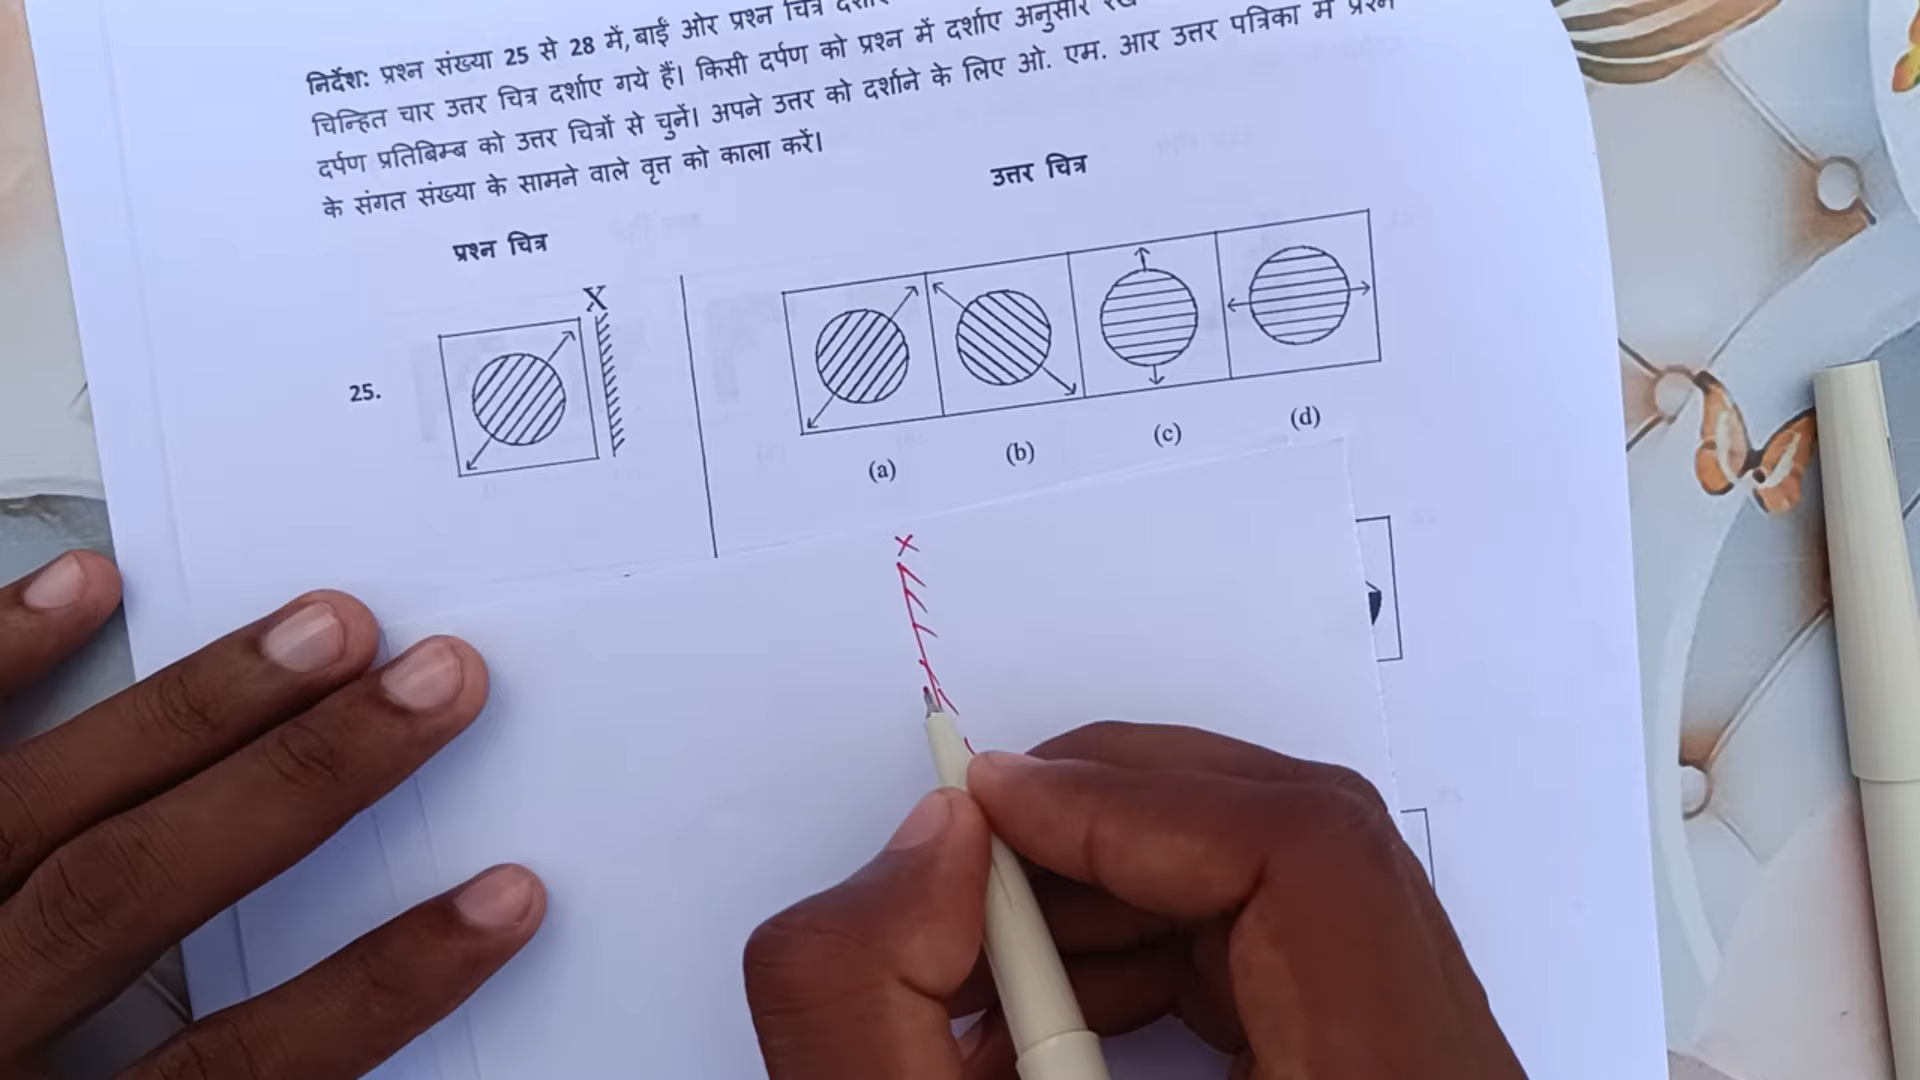 निर्देश: प्रश्न संख्या 25 से 28 में, बाईं ओर प्रश्न चित्र
चिन्हित चार उत्तर चित्र दर्शाए गये हैं। किसी दर्पण को प्रश्न में दर्शाए अनुसार
दर्पण प्रतिबिम्ब को उत्तर चित्रों से चुनें। अपने उत्तर को दर्शाने के लिए ओ. एम. आर उत्तर पत्रिका में प्रश्न
के संगत संख्या के सामने वाले वृत्त को काला करें।
प्रश्न चित्र
उत्तर चित्र
X
25.
(a)
(b)
(c)
(d)
x